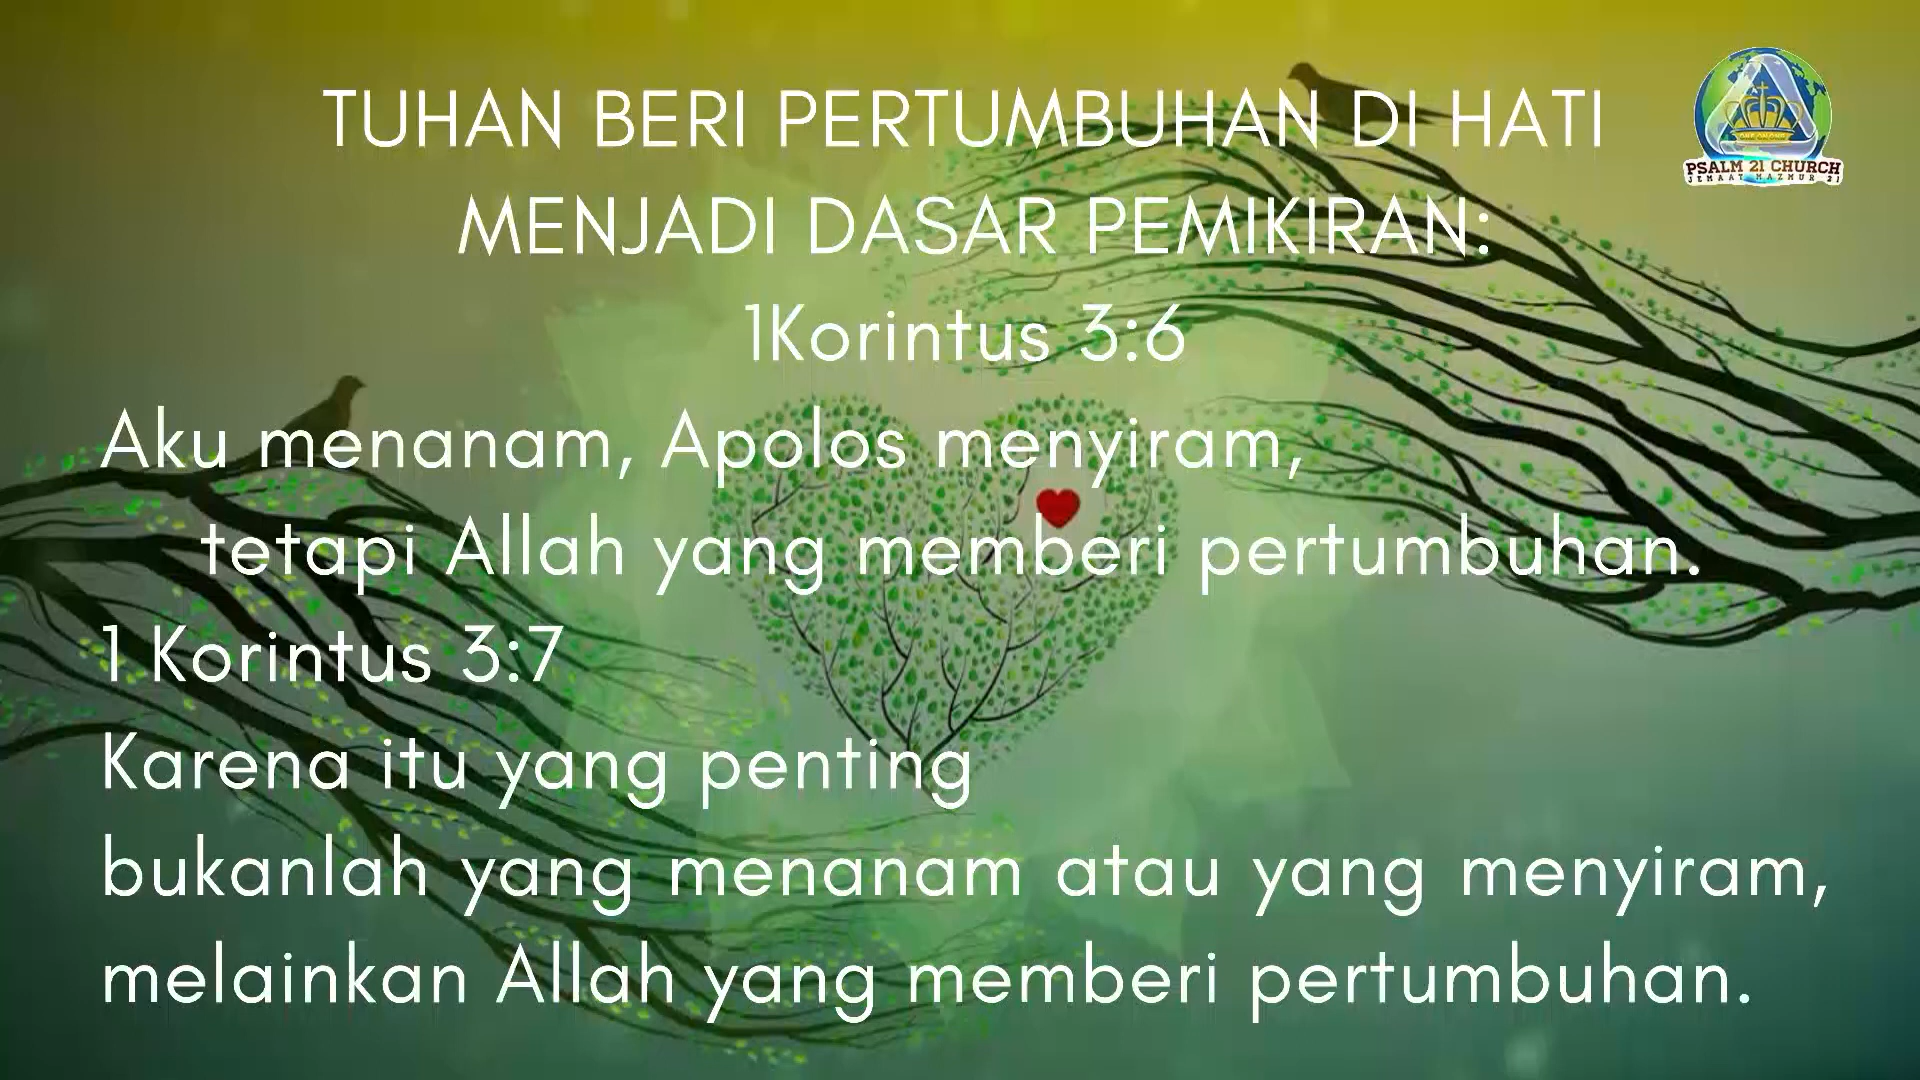 TUHAN BERI PERTUMBUHAN DI HATI
MENJADI DASAR PEMIKIRAN:
1Korintus 3:6
Aku menanam, Apolos menyiram,
tetapi Allah yang memberi pertumbuhan.
1 Korintus 3:7
Karena itu yang penting
bukanlah yang menanam atau yang menyiram,
melainkan Allah yang memberi pertumbuhan.
PSALM 21 CHURCH
JEMAAT MAZMUR 21